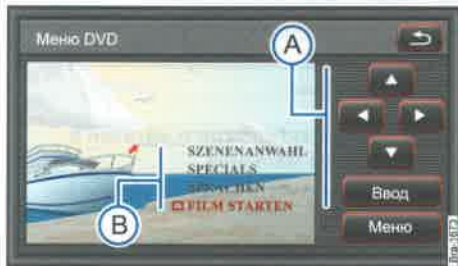 Меню DVD
A
SZENENANWAHL
SPECIALS
SPRACHEN
FILM STARTEN
B
Ввод
Меню